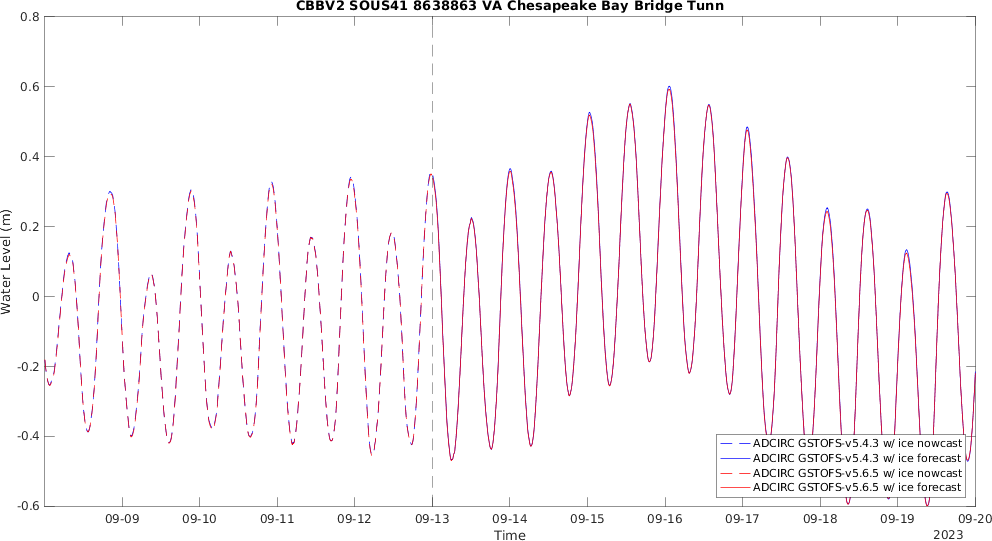 CBBV2 SOUS41 8638863 VA Chesapeake Bay Bridge Tunn
0.8
0.6
0.4
0.2
0
-0.2
-0.4
-0.6
Water Level (m)
ADCIRC GSTOFS-v5.4.3 w/ ice nowcast
ADCIRC GSTOFS-v5.4.3 w/ ice forecast
ADCIRC GSTOFS-v5.6.5 w/ ice nowcast
ADCIRC GSTOFS-v5.6.5 w/ ice forecast
09-09 09-10 09-11 09-12 09-13 09-14 09-15 09-16 09-17 09-18 09-19 09-20
Time
2023